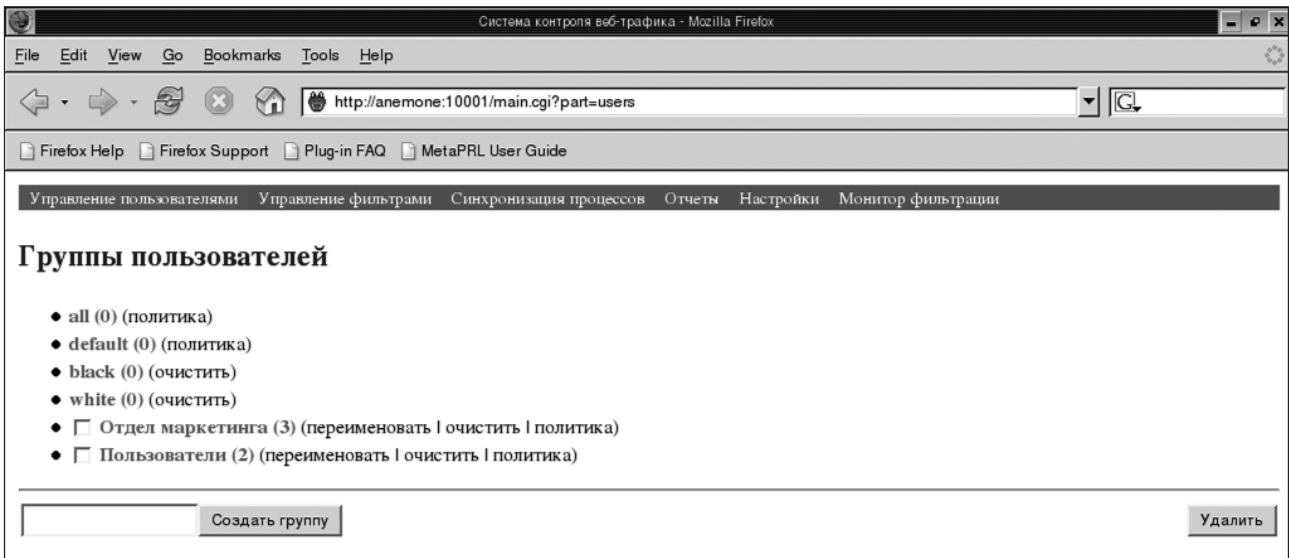 Система контроля веб-трафика - Mozilla Firefox
File Edit View Go Bookmarks Tools Help
http://anemone:10001/main.cgi?part=users G
Firefox Help Firefox Support Plug-in FAQ MetaPRL User Guide
Управление пользователями Управление фильтрами Синхронизация процессов Отчеты Настройки Монитор фильтрации
Группы пользователей
all (0) (политика)
default (0) (политика)
black (0) (очистить)
white (0) (очистить)
Отдел маркетинга (3) (переименовать | очистить | политика)
Пользователи (2) (переименовать | очистить | политика)
Создать группу Удалить